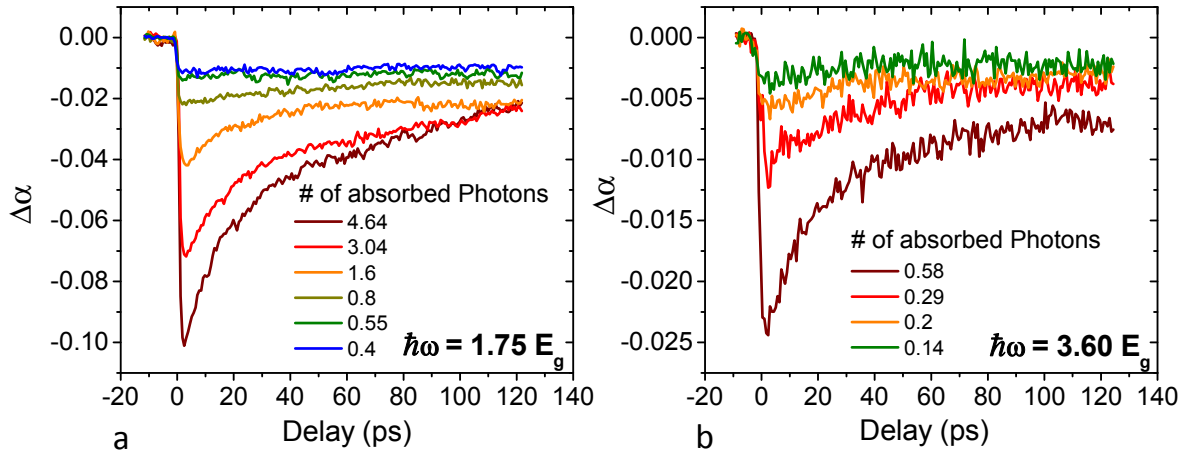 0.00
-0.02
-0.04
-0.06
-0.08
-0.10
Δα
# of absorbed Photons
4.64
3.04
1.6
0.8
0.55
0.4
ħω = 1.75 E_g
-20 0 20 40 60 80 100 120 140
Delay (ps)
a
0.000
-0.005
-0.010
-0.015
-0.020
-0.025
Δα
# of absorbed Photons
0.58
0.29
0.2
0.14
ħω = 3.60 E_g
-20 0 20 40 60 80 100 120 140
Delay (ps)
b